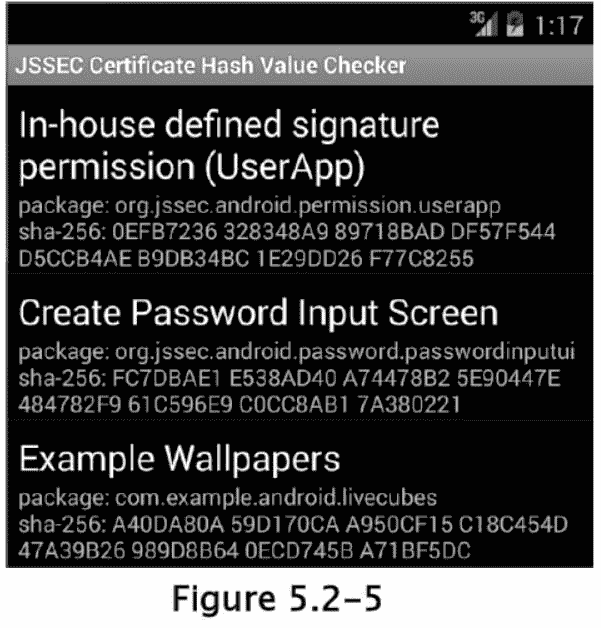 3G 1:17
JSSEC Certificate Hash Value Checker
In-house defined signature
permission (UserApp)
package: org.jssec.android.permission.userapp
sha-256: 0EFB7236 328348A9 89718BAD DF57F544
D5CCB4AE B9DB34BC 1E29DD26 F77C8255
Create Password Input Screen
package: org.jssec.android.password.passwordinputui
sha-256: FC7DBAE1 E538AD40 A74478B2 5E90447E
484782F9 61C596E9 C0CC8AB1 7A380221
Example Wallpapers
package: com.example.android.livecubes
sha-256: A40DA80A 59D170CA A950CF15 C18C454D
47A39B26 989D8B64 0ECD745B A71BF5DC
Figure 5.2-5